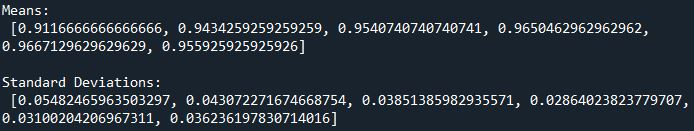 Means:
[0.9116666666666666, 0.9434259259259259, 0.9540740740740741, 0.9650462962962962,
0.9667129629629629, 0.955925925925926]
Standard Deviations:
[0.05482465963503297, 0.043072271674668754, 0.03851385982935571, 0.02864023823779707,
0.03100204206967311, 0.036236197830714016]